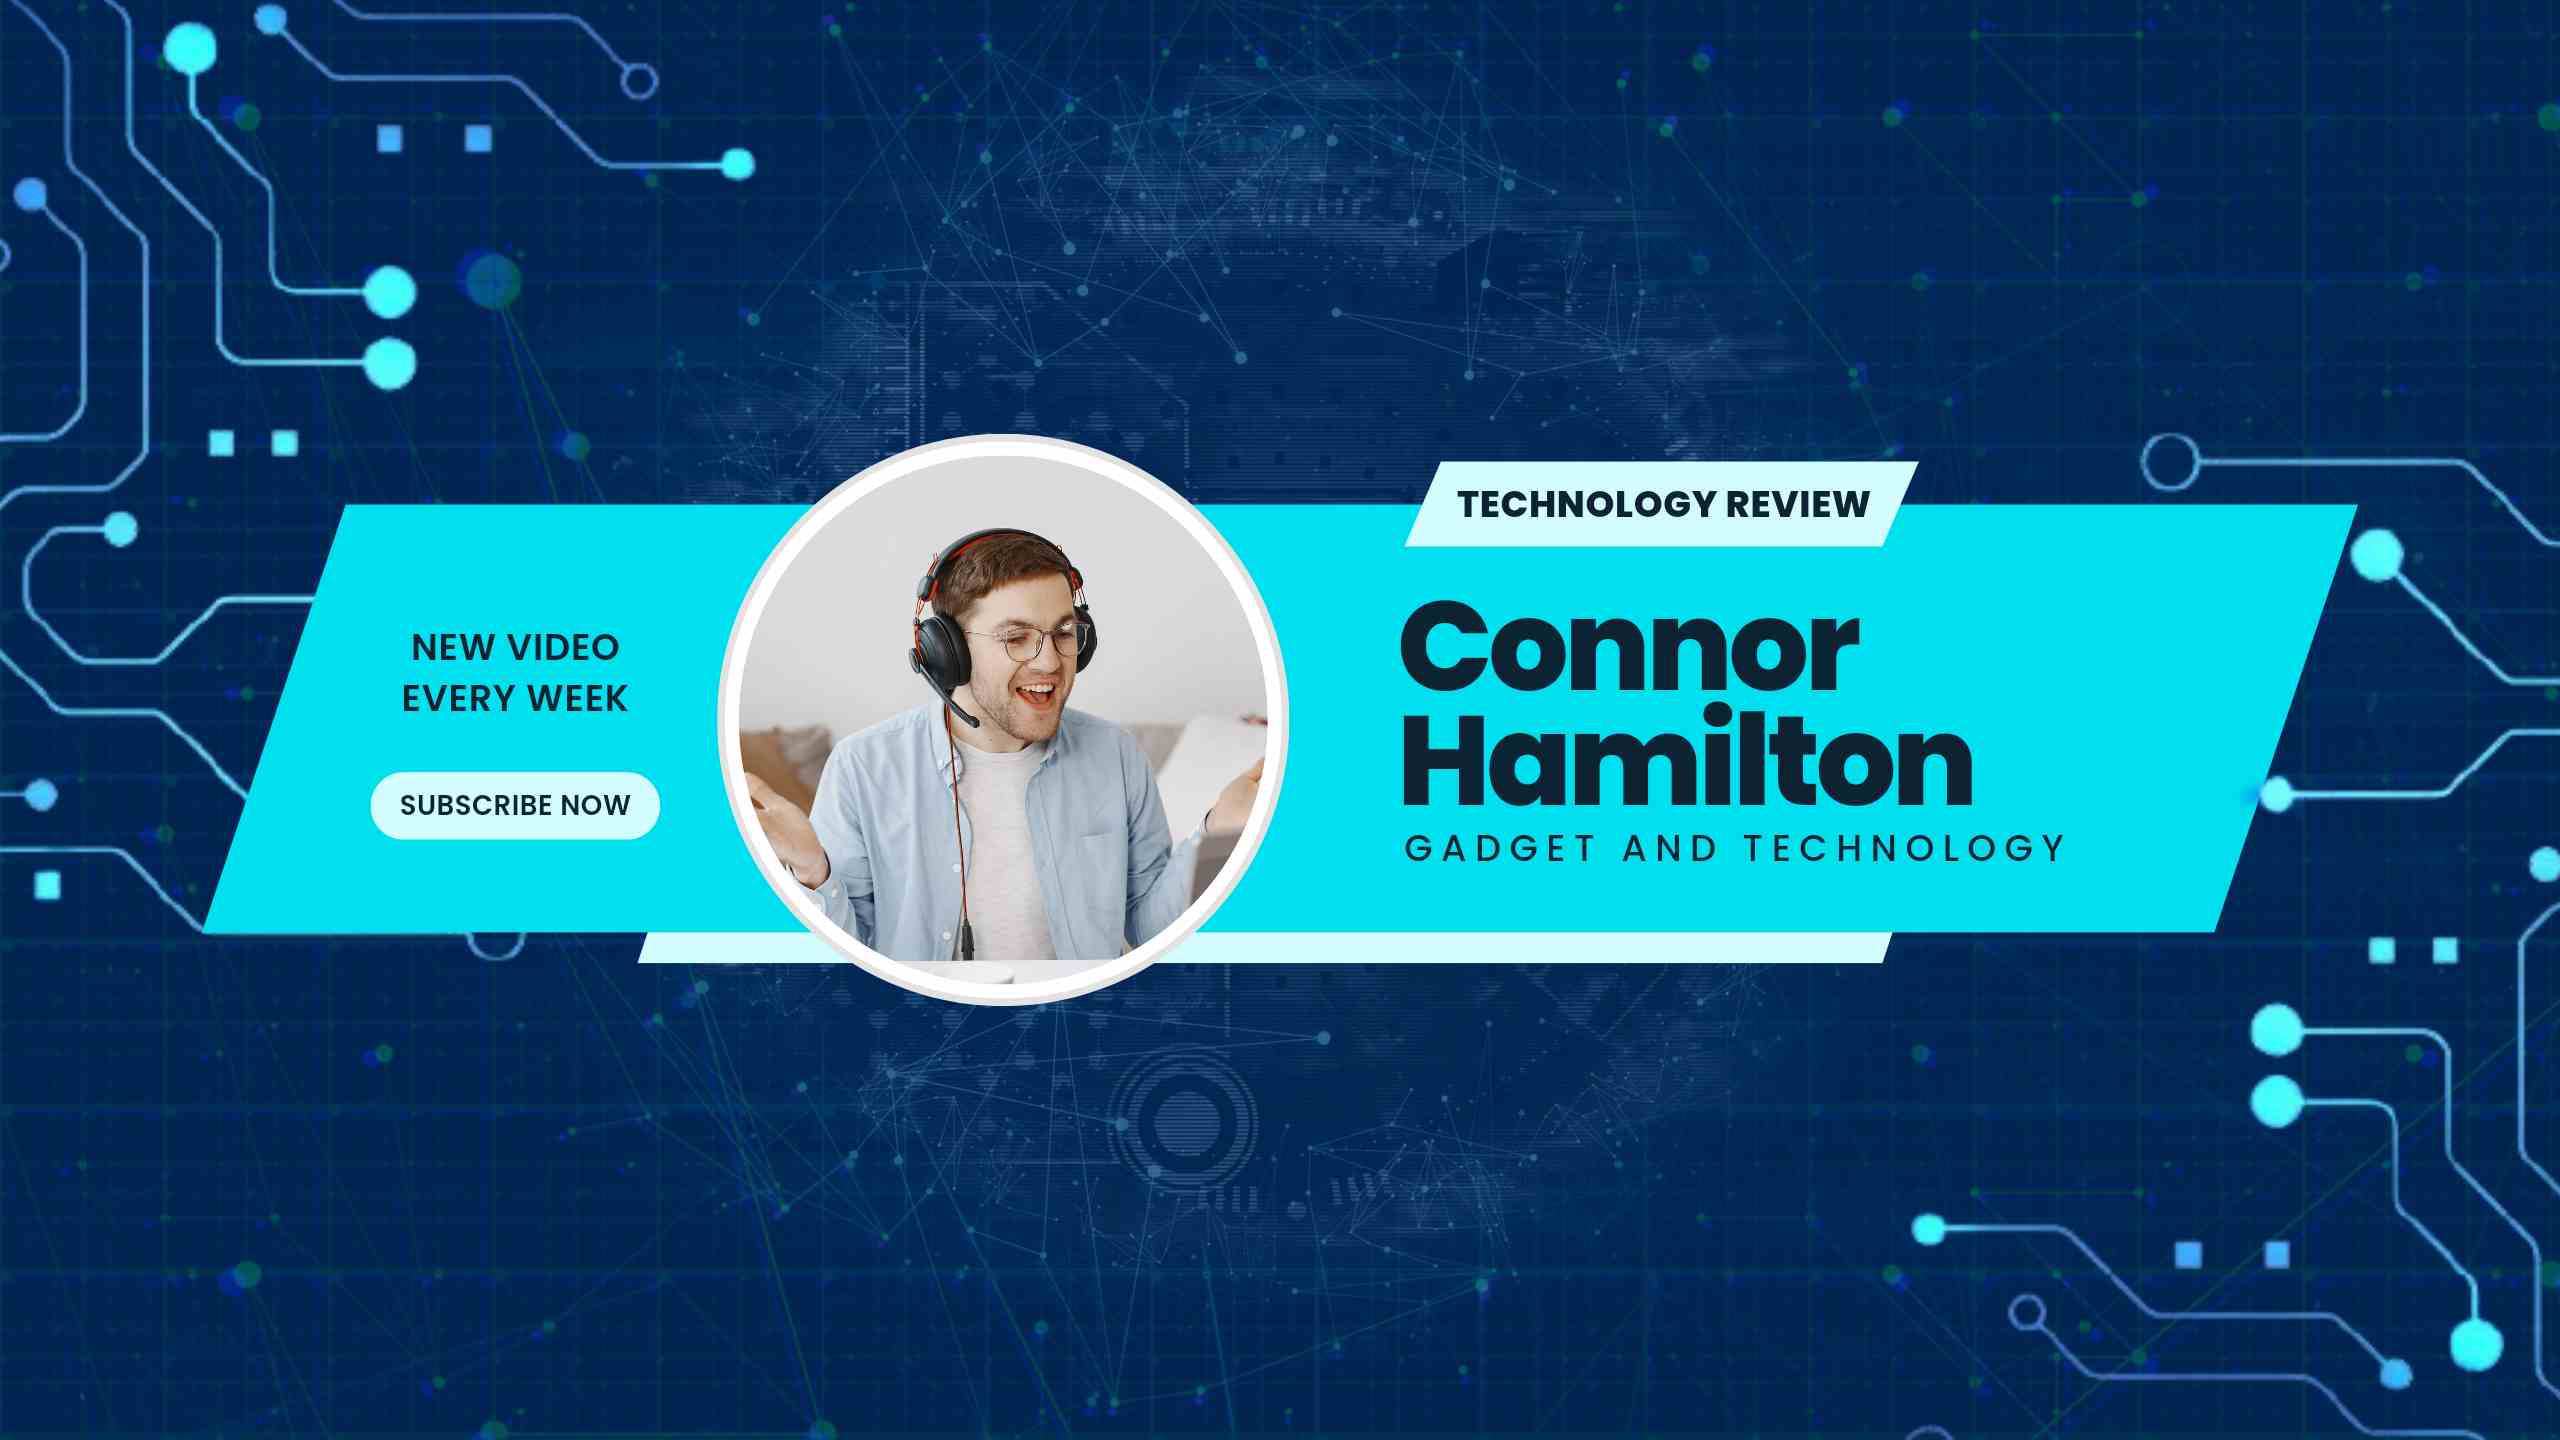 NEW VIDEO
EVERY WEEK
SUBSCRIBE NOW
TECHNOLOGY REVIEW
Connor
Hamilton
GADGET AND TECHNOLOGY